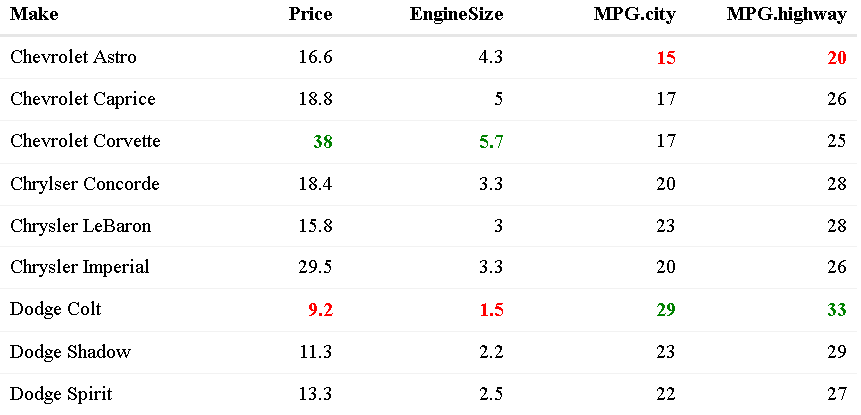 Make Price EngineSize MPG.city MPG.highway
Chevrolet Astro 16.6 4.3 15 20
Chevrolet Caprice 18.8 5 17 26
Chevrolet Corvette 38 5.7 17 25
Chrylser Concorde 18.4 3.3 20 28
Chrysler LeBaron 15.8 3 23 28
Chrysler Imperial 29.5 3.3 20 26
Dodge Colt 9.2 1.5 29 33
Dodge Shadow 11.3 2.2 23 29
Dodge Spirit 13.3 2.5 22 27